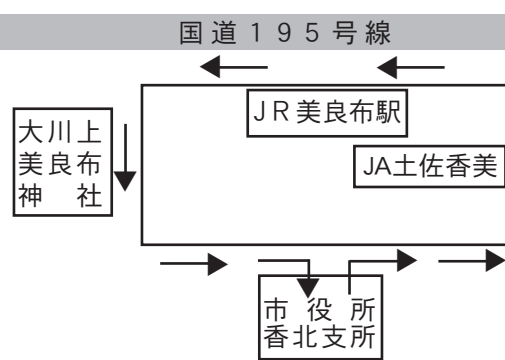 国道195号線
JR美良布駅
大川上
美良布
神社
JA土佐香美
市役所
香北支所